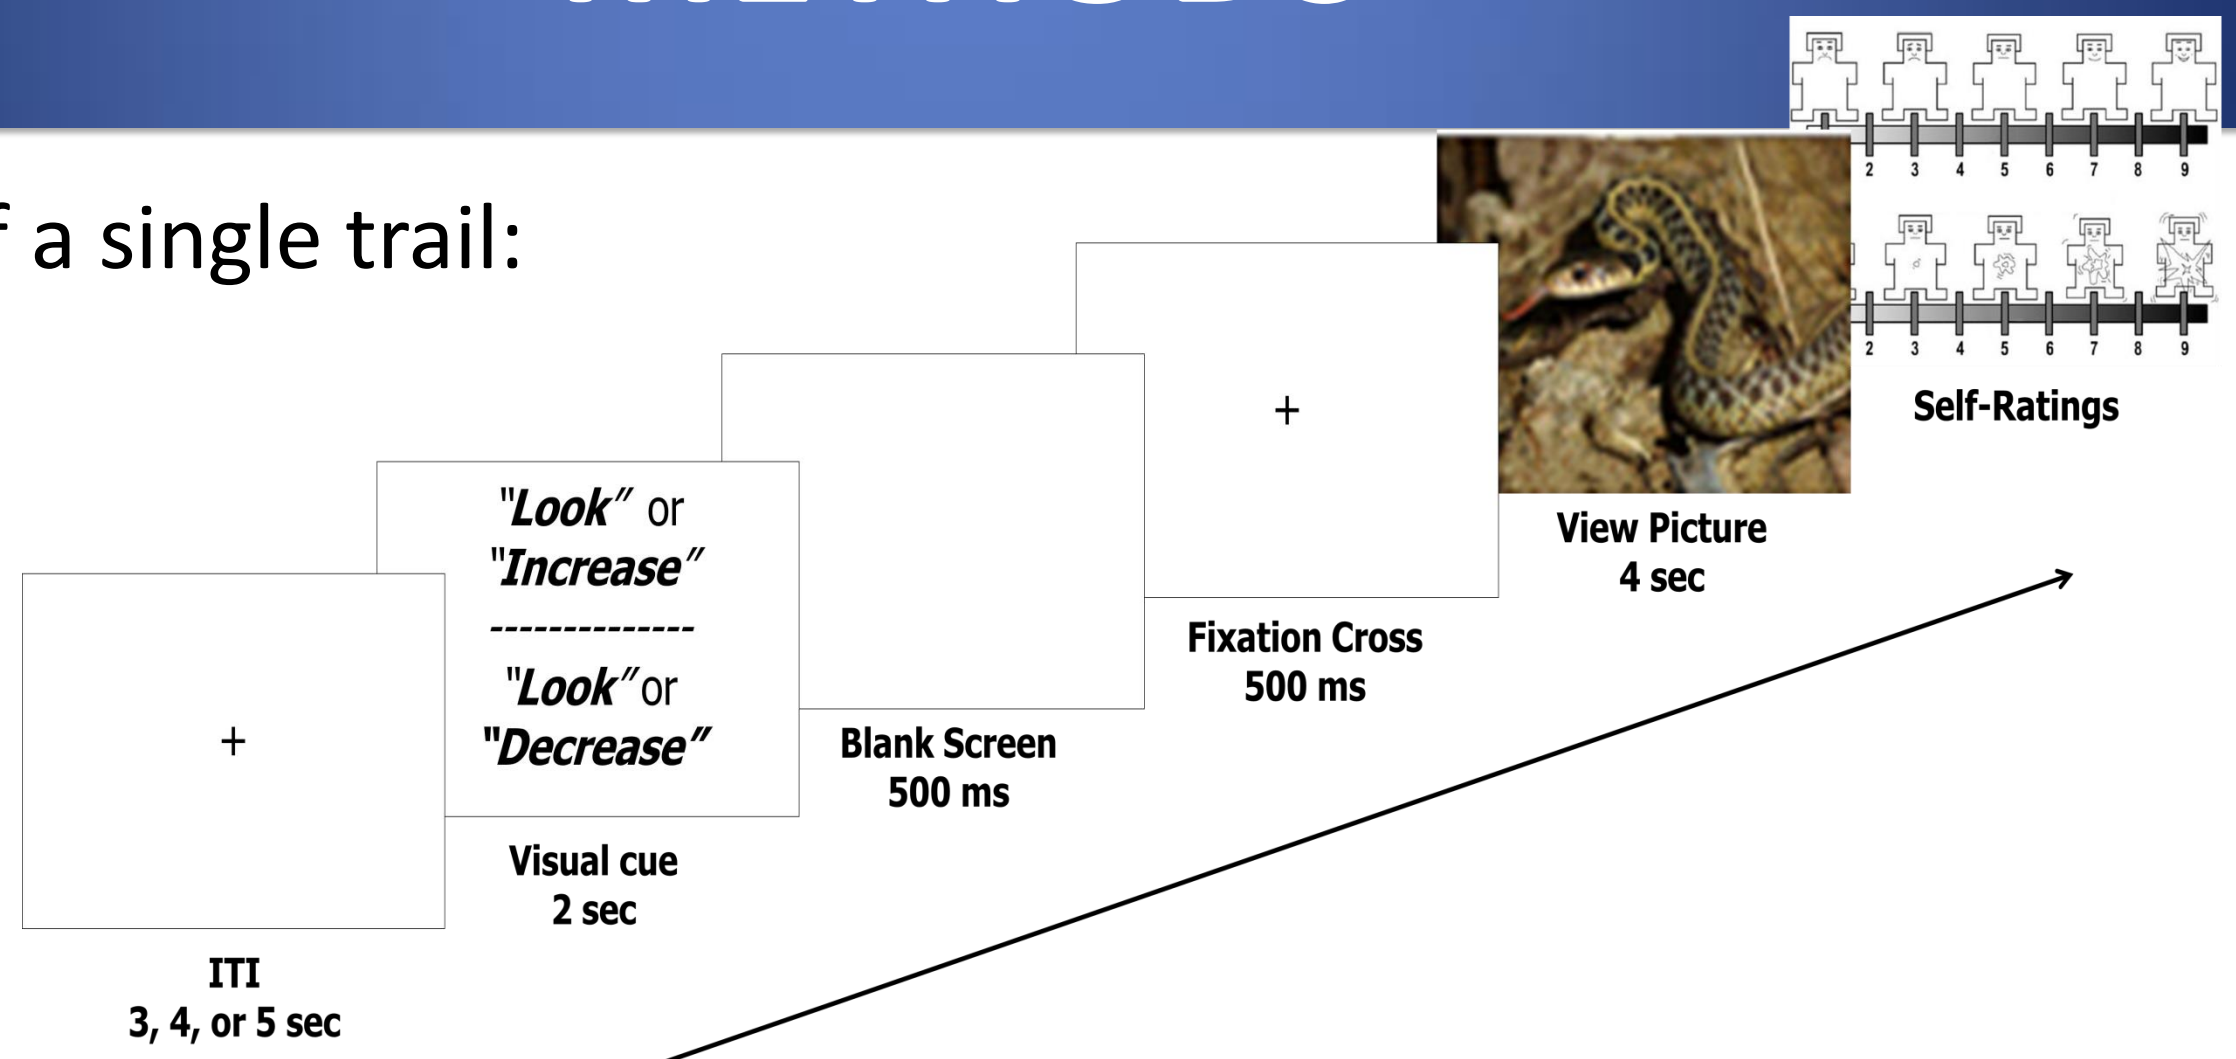 a single trail:
2 3 4 5 6 7 8 9
2 3 4 5 6 7 8 9
Self-Ratings
View Picture
4 sec
+
Fixation Cross
500 ms
Blank Screen
500 ms
"Look" or
"Increase"
--------------
"Look" or
"Decrease"
Visual cue
2 sec
+
ITI
3, 4, or 5 sec